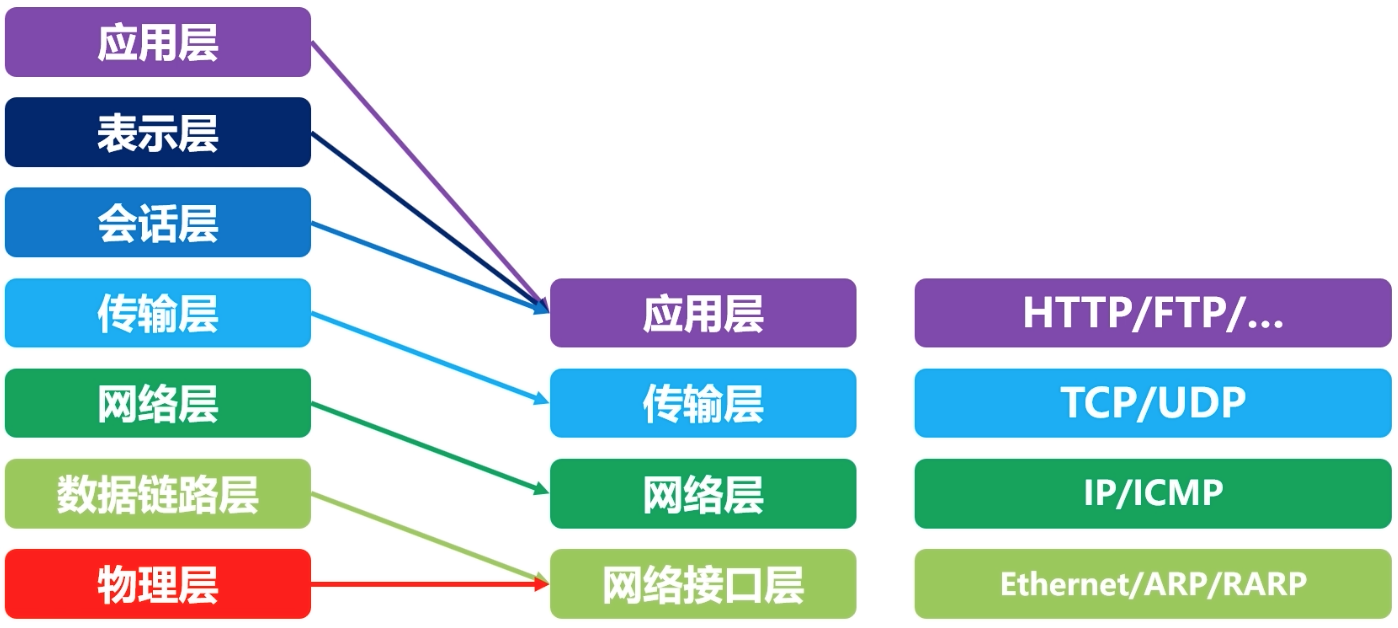 应用层
表示层
会话层
传输层
网络层
数据链路层
物理层
应用层
传输层
网络层
网络接口层
HTTP/FTP/...
TCP/UDP
IP/ICMP
Ethernet/ARP/RARP